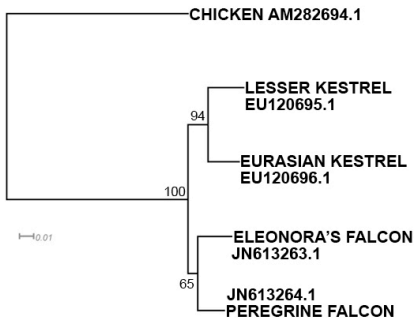 CHICKEN AM282694.1
LESSER KESTREL
EU120695.1
94
EURASIAN KESTREL
EU120696.1
100
0.01
ELEONORA'S FALCON
JN613263.1
65
JN613264.1
PEREGRINE FALCON